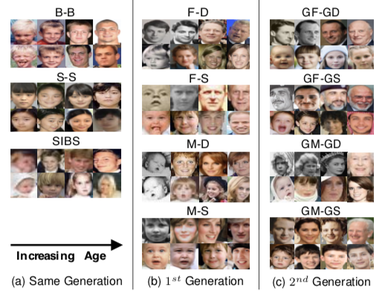 B-B
S-S
SIBS
Increasing Age
(a) Same Generation
F-D
F-S
M-D
M-S
(b) 1st Generation
GF-GD
GF-GS
GM-GD
GM-GS
(c) 2nd Generation